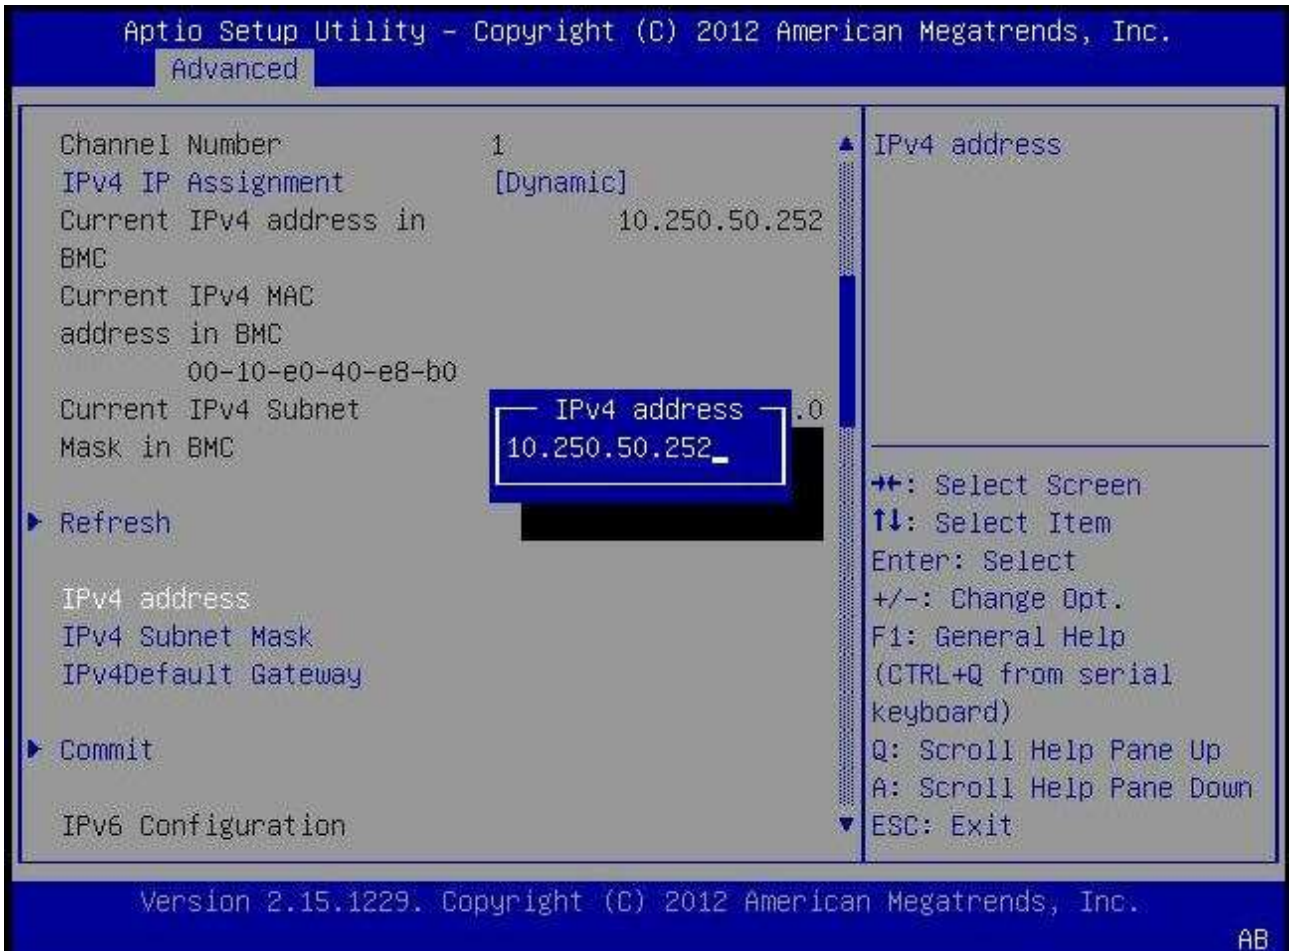 Aptio Setup Utility – Copyright (C) 2012 American Megatrends, Inc.
Advanced
Channel Number 1
IPv4 IP Assignment [Dynamic]
Current IPv4 address in 10.250.50.252
BMC
Current IPv4 MAC
address in BMC
00-10-e0-40-e8-b0
Current IPv4 Subnet .0
Mask in BMC
IPv4 address
10.250.50.252_
Refresh
IPv4 address
IPv4 Subnet Mask
IPv4Default Gateway
Commit
IPv6 Configuration
IPv4 address
→←: Select Screen
↑↓: Select Item
Enter: Select
+/-: Change Opt.
F1: General Help
(CTRL+Q from serial
keyboard)
Q: Scroll Help Pane Up
A: Scroll Help Pane Down
ESC: Exit
Version 2.15.1229. Copyright (C) 2012 American Megatrends, Inc.
AB